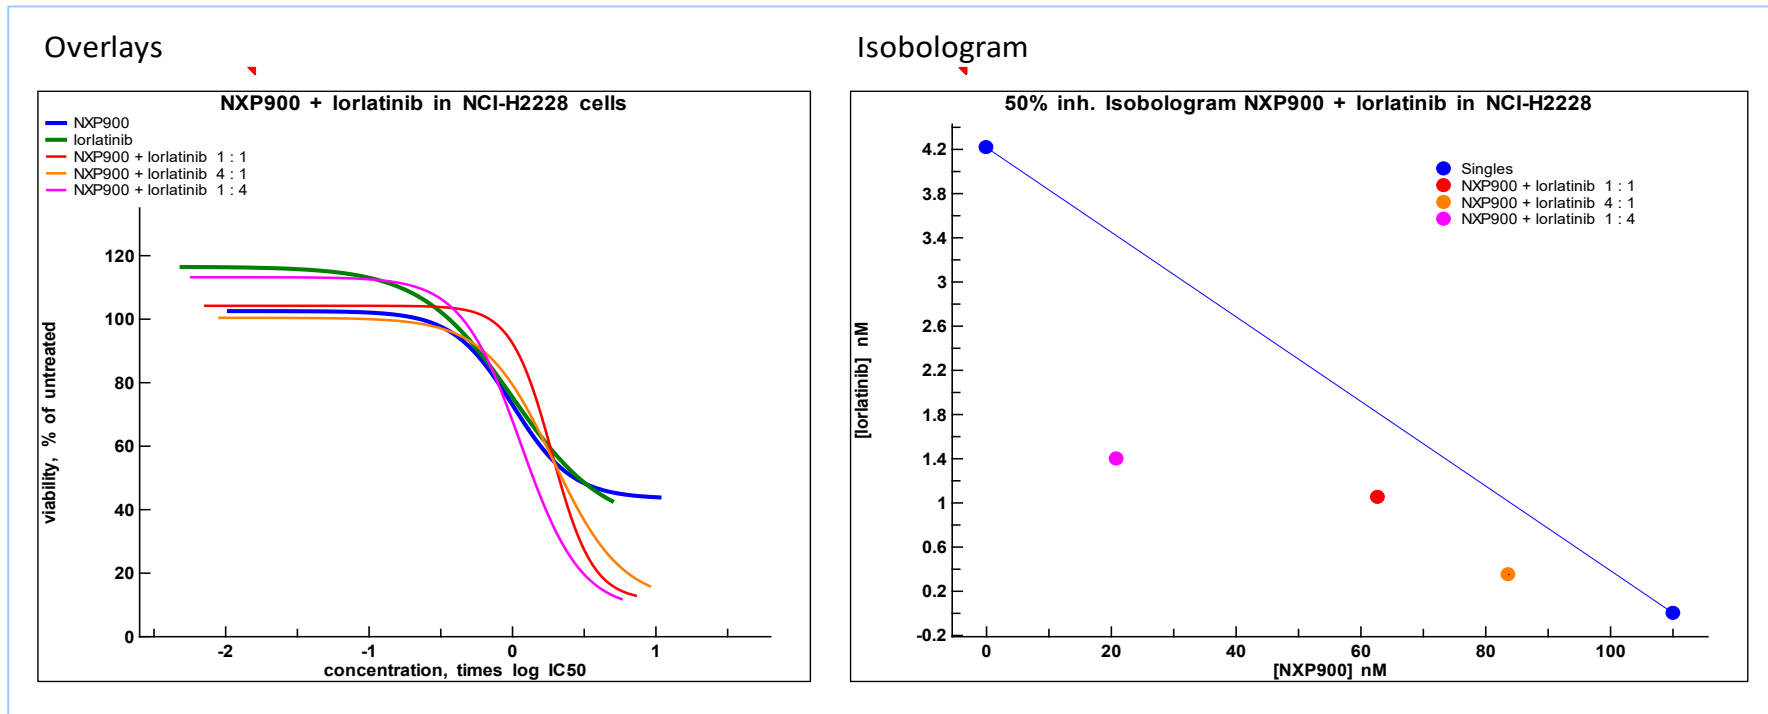 Overlays
NXP900 + lorlatinib in NCI-H2228 cells
NXP900
lorlatinib
NXP900 + lorlatinib 1 : 1
NXP900 + lorlatinib 4 : 1
NXP900 + lorlatinib 1 : 4
viability, % of untreated
120
100
80
60
40
20
0
-2 -1 0 1
concentration, times log IC50
Isobologram
50% inh. Isobologram NXP900 + lorlatinib in NCI-H2228
Singles
NXP900 + lorlatinib 1 : 1
NXP900 + lorlatinib 4 : 1
NXP900 + lorlatinib 1 : 4
[lorlatinib] nM
4.2
3.8
3.4
3
2.6
2.2
1.8
1.4
1
0.6
0.2
-0.2
0 20 40 60 80 100
[NXP900] nM